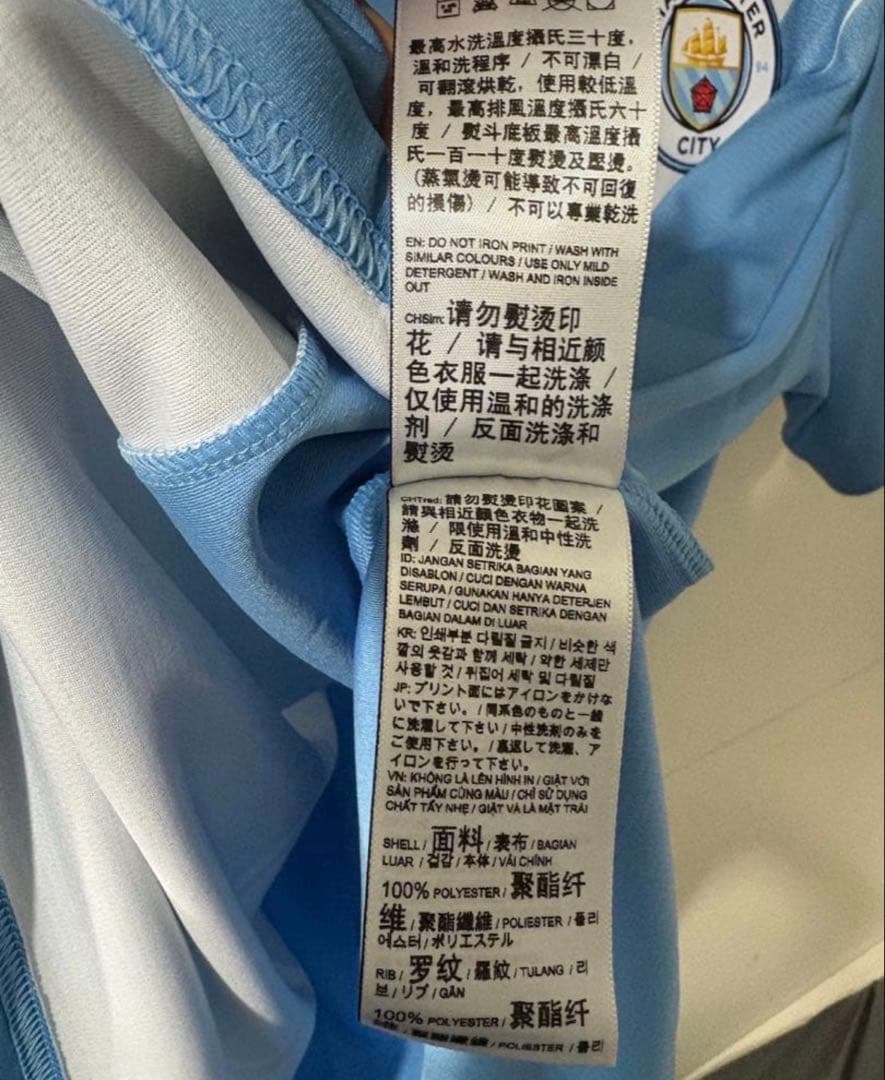 最高水洗溫度攝氏三十度，
溫和洗程序 / 不可漂白 /
可翻滾烘乾，使用較低溫
度，最高排風溫度攝氏六十
度 / 熨斗底板最高溫度攝
氏一百一十度熨燙及壓燙。
(蒸氣燙可能導致不可回復
的損傷) / 不可以專業乾洗
EN: DO NOT IRON PRINT / WASH WITH
SIMILAR COLOURS / USE ONLY MILD
DETERGENT / WASH AND IRON INSIDE
OUT
CHSim: 请勿熨烫印
花 / 请与相近颜
色衣服一起洗涤 /
仅使用温和的洗涤
剂 / 反面洗涤和
熨烫
CHTrad: 請勿熨燙印花圖案 /
請與相近顏色衣物一起洗
滌 / 限使用溫和中性洗
劑 / 反面洗燙
ID: JANGAN SETRIKA BAGIAN YANG
DISABLON / CUCI DENGAN WARNA
SERUPA / GUNAKAN HANYA DETERJEN
LEMBUT / CUCI DAN SETRIKA DENGAN
BAGIAN DALAM DI LUAR
KR: 인쇄부분 다림질 금지 / 비슷한 색
깔의 옷감과 함께 세탁 / 약한 세제만
사용할 것 / 뒤집어 세탁 및 다림질
JP: プリント面にはアイロンをかけな
いで下さい。/ 同系色のものと一緒
に洗濯して下さい / 中性洗剤のみを
ご使用下さい。/ 裏返して洗濯、ア
イロンを行って下さい。
VN: KHÔNG LÀ LÊN HÌNH IN / GIẶT VỚI
SẢN PHẨM CÙNG MÀU / CHỈ SỬ DỤNG
CHẤT TẨY NHẸ / GIẶT VÀ LÀ MẶT TRÁI
SHELL / 面料 / 表布 / BAGIAN
LUAR / 겉감 / 本体 / VẢI CHÍNH
100% POLYESTER / 聚酯纤
维 / 聚酯纖維 / POLIESTER / 폴리
에스터 / ポリエステル
RIB / 罗纹 / 羅紋 / TULANG / 리
브 / リブ / GÂN
100% POLYESTER / 聚酯纤
/ POLIESTER / 폴리
CITY
94